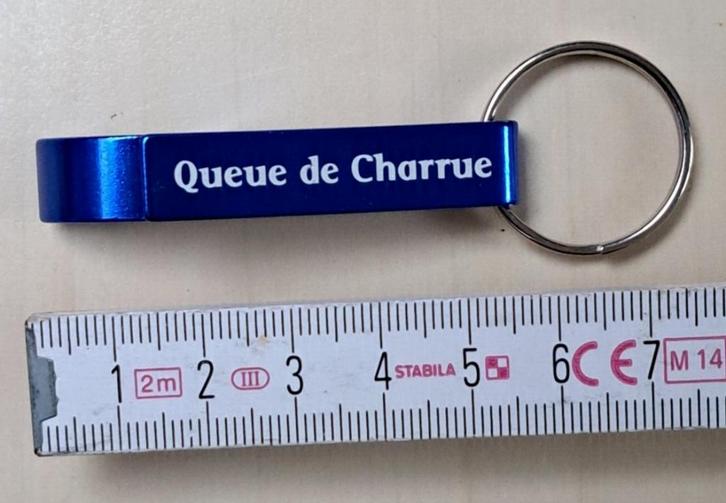 Queue de Charrue
1 2m 2 III 3 4 STABILA 5 6 CE 7 M 14